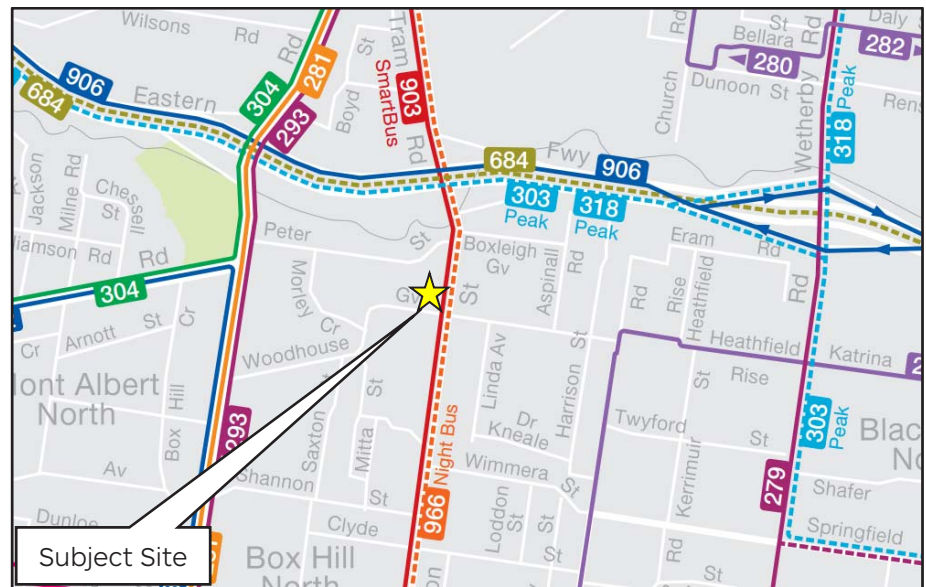 Wilsons
Rd
304
Rd
281
293
St
Boyd
Tram
903
SmartBus
Rd
Rd
St
Bellara
Rd
Daly
282
280
Dunoon St
Church
Wetherby
318 Peak
Rens
906
684
Eastern
Fwy
684
906
303
Peak
318
Peak
Jackson
Milne Rd
Chessell
St
Peter
St
Boxleigh
Gv
Aspinall
Rd
Eram
Rd
Rd
liamson Rd
Rd
304
Morley
Cr
Gv
St
Rd
Rise
Heathfield
Heathfield
Katrina
Cr
Arnott
St
Cr
Woodhouse
Linda Av
Harrison
St
St
Rise
ont Albert
North
Box Hill
293
Saxton
St
Mitta
St
Dr
Kneale
Twyford
St
303
Peak
Blac
Av
Shannon
St
966 Night Bus
Wimmera
St
Kerrimuir
279
Shafer
Dunloe
Clyde
Loddon
St
St
St
Rd
St
Springfield
Subject Site
Box Hill
North